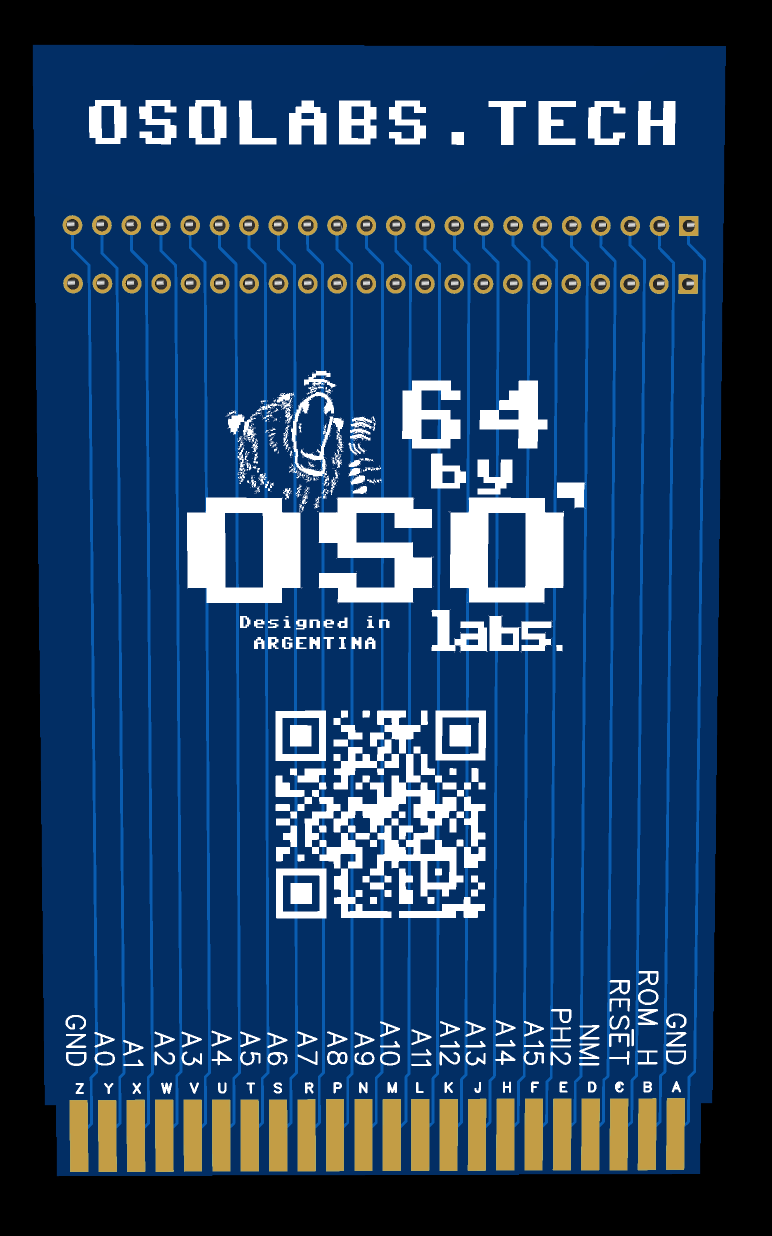 OSOLABS.TECH
64
by
OSO'
labs.
Designed in
ARGENTINA
GND A0 A1 A2 A3 A4 A5 A6 A7 A8 A9 A10 A11 A12 A13 A14 A15 PHI2 NMI RESET ROM H GND
Z Y X W V U T S R P N M L K J H F E D C B A